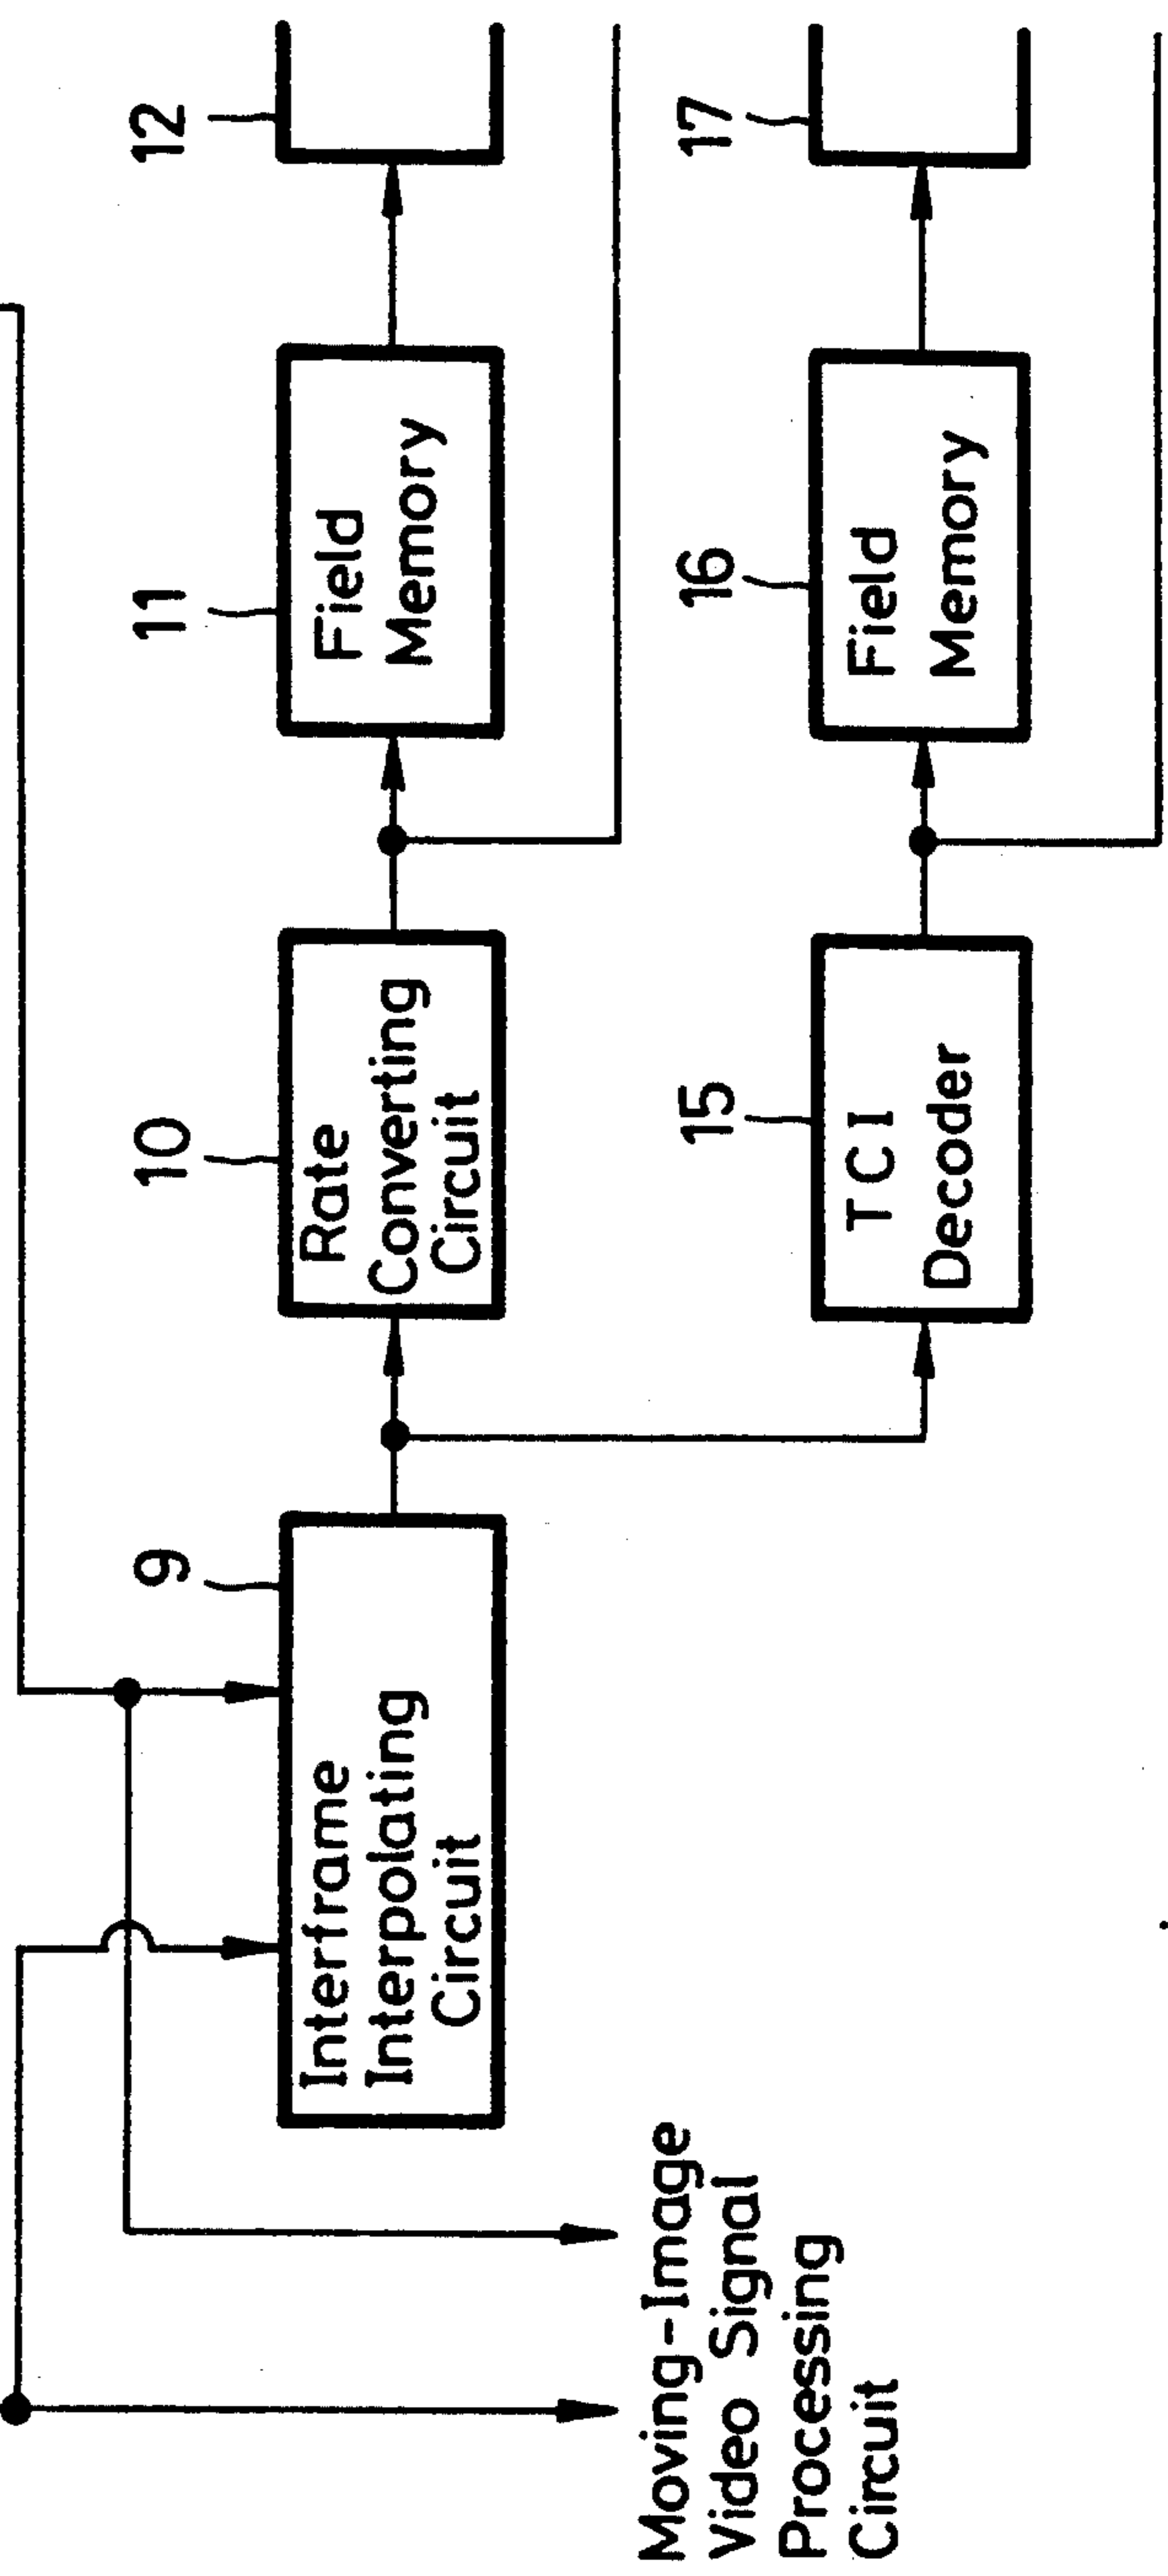 9
Interframe
Interpolating
Circuit
10
Rate
Converting
Circuit
11
Field
Memory
12
15
TCI
Decoder
16
Field
Memory
17
Moving-Image
Video Signal
Processing
Circuit